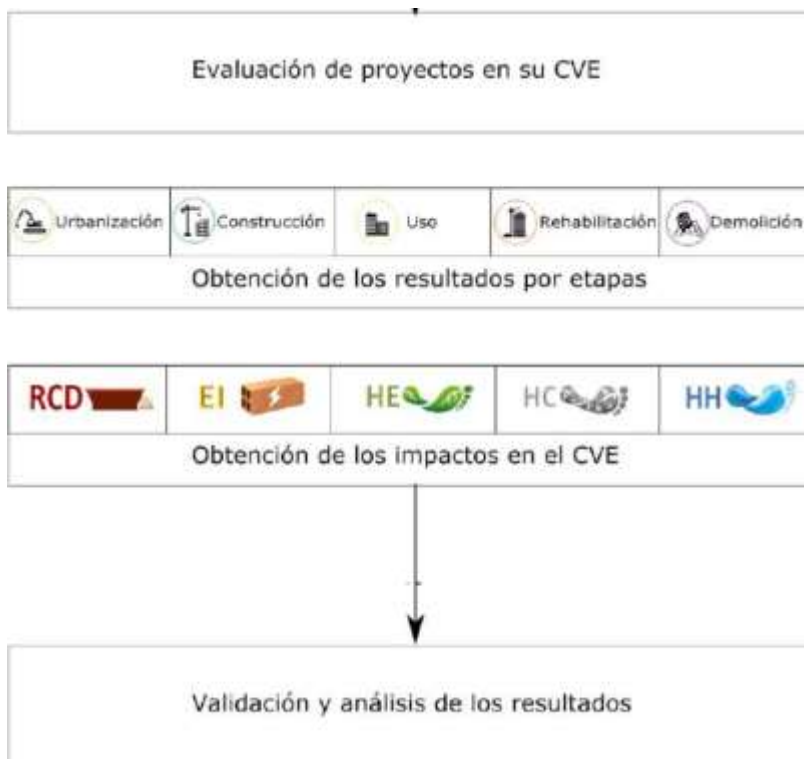 Evaluación de proyectos en su CVE
Urbanización Construcción Uso Rehabilitación Demolición
Obtención de los resultados por etapas
RCD EI HE HC HH
Obtención de los impactos en el CVE
Validación y análisis de los resultados